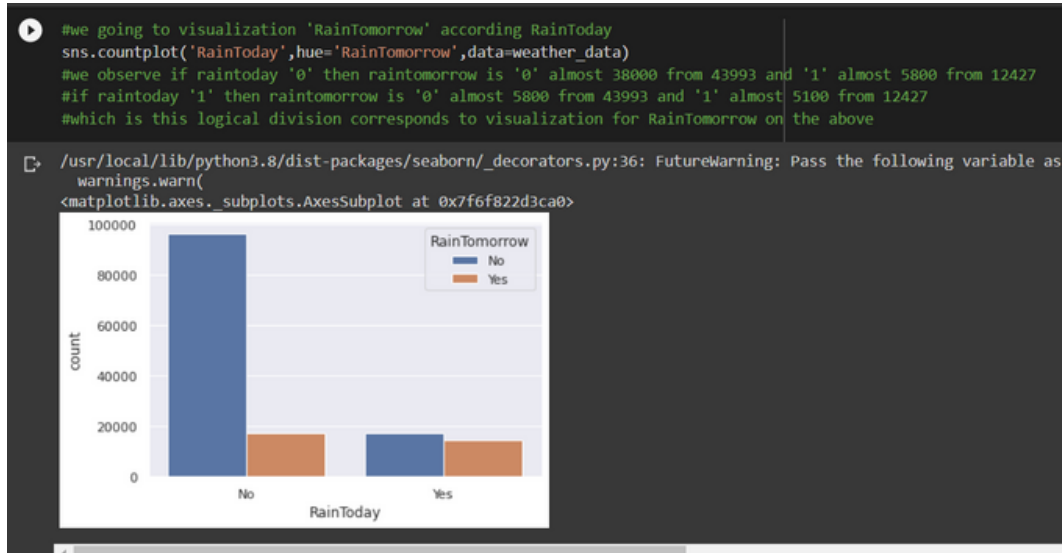 #we going to visualization 'RainTomorrow' according RainToday
sns.countplot('RainToday',hue='RainTomorrow',data=weather_data)
#we observe if raintoday '0' then raintomorrow is '0' almost 38000 from 43993 and '1' almost 5800 from 12427
#if raintoday '1' then raintomorrow is '0' almost 5800 from 43993 and '1' almost 5100 from 12427
#which is this logical division corresponds to visualization for RainTomorrow on the above
/usr/local/lib/python3.8/dist-packages/seaborn/_decorators.py:36: FutureWarning: Pass the following variable as
warnings.warn(
<matplotlib.axes._subplots.AxesSubplot at 0x7f6f822d3ca0>
100000
80000
60000
40000
20000
0
count
RainTomorrow
No
Yes
No Yes
RainToday